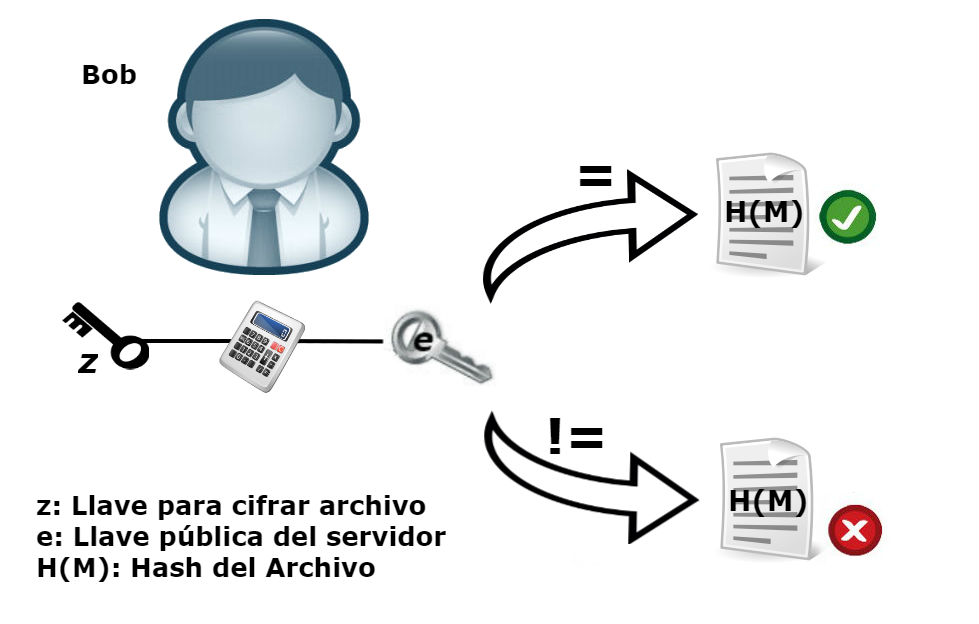 Bob
=
H(M)
z
e
!=
H(M)
z: Llave para cifrar archivo
e: Llave pública del servidor
H(M): Hash del Archivo